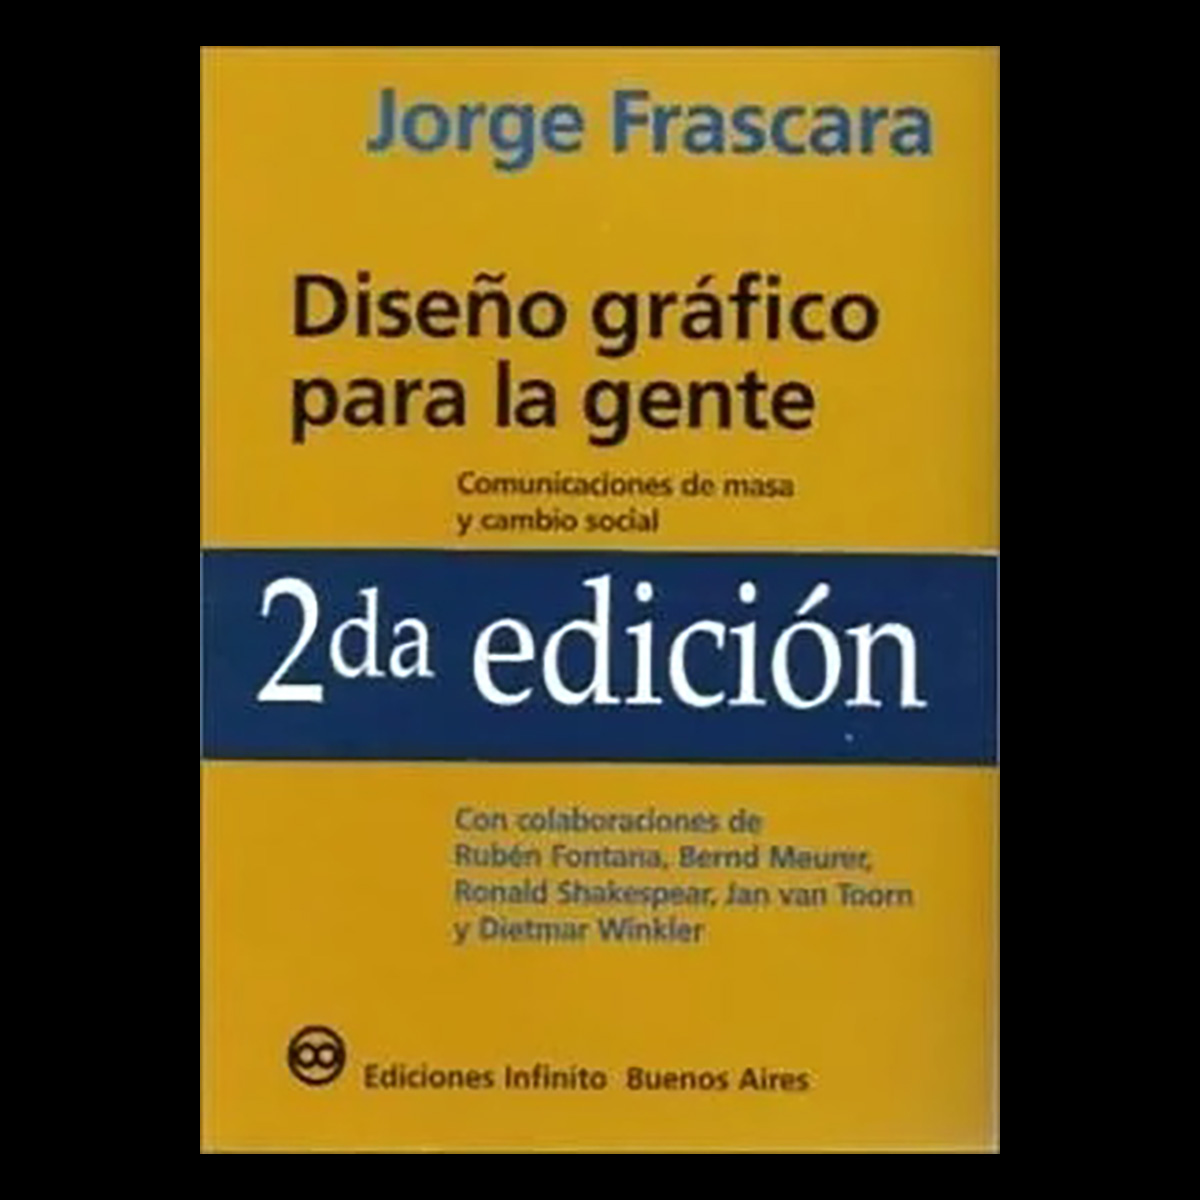 Jorge Frascara
Diseño gráfico
para la gente
Comunicaciones de masa
y cambio social
2da edición
Con colaboraciones de
Rubén Fontana, Bernd Meurer,
Ronald Shakespear, Jan van Toorn
y Dietmar Winkler
Ediciones Infinito Buenos Aires